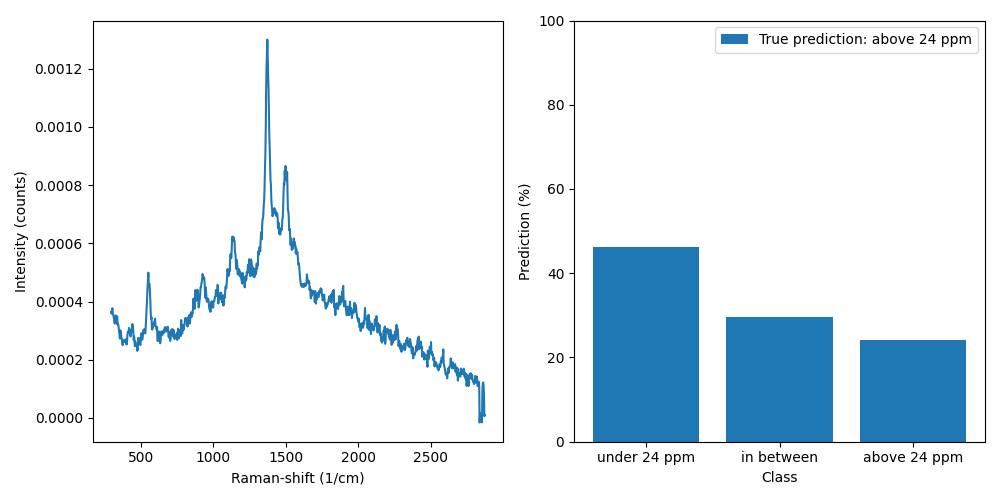 0.0012
0.0010
0.0008
0.0006
0.0004
0.0002
0.0000
Intensity (counts)
500 1000 1500 2000 2500
Raman-shift (1/cm)
100
80
60
40
20
0
Prediction (%)
True prediction: above 24 ppm
under 24 ppm in between above 24 ppm
Class